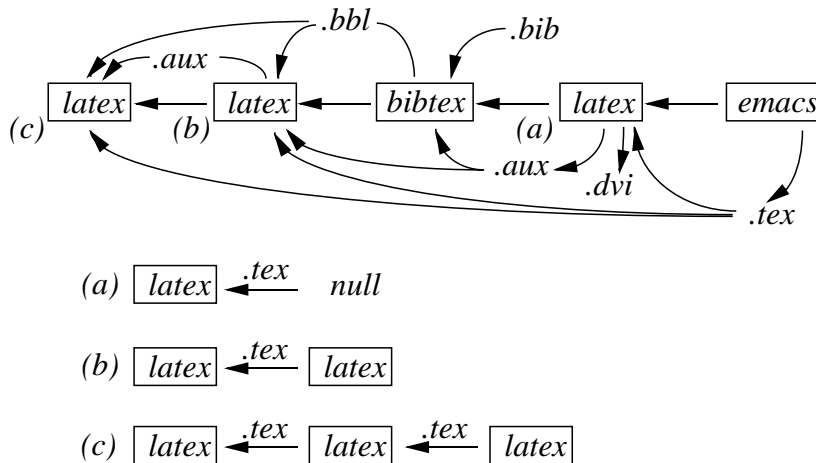 .bbl .bib
.aux
latex latex bibtex latex emacs
(c) (b) (a)
.aux
.dvi
.tex
(a) latex .tex null
(b) latex .tex latex
(c) latex .tex latex .tex latex